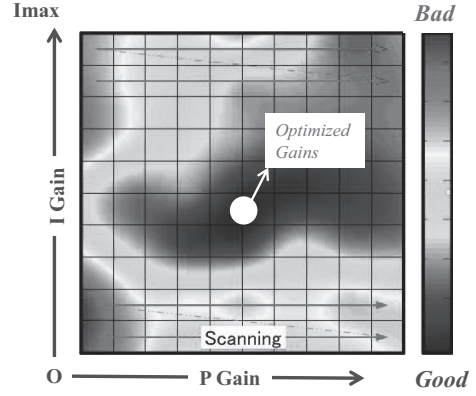 Imax
Bad
Optimized
Gains
I Gain
Scanning
O
P Gain
Good